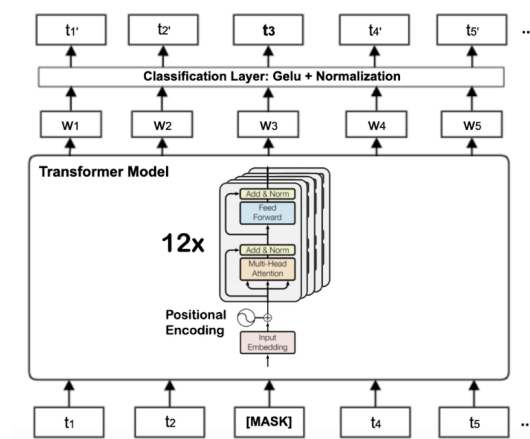 t1' t2' t3 t4' t5' ..
Classification Layer: Gelu + Normalization
W1 W2 W3 W4 W5
Transformer Model
Add & Norm
Feed
Forward
12x
Add & Norm
Multi-Head
Attention
Positional
Encoding
Input
Embedding
t1 t2 [MASK] t4 t5 ..